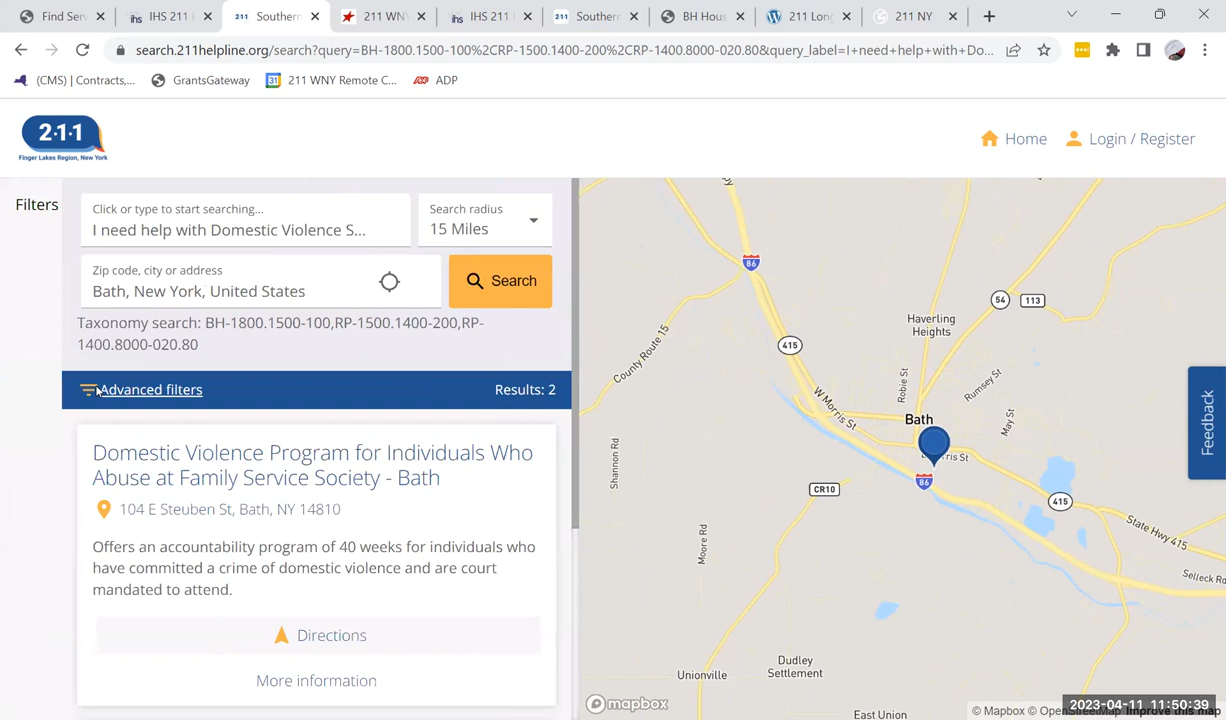 Find Serv
IHS 211 P
Southern
211 WNY
IHS 211 P
Southern
BH Hous
211 Long
211 NY
search.211helpline.org/search?query=BH-1800.1500-100%2CRP-1500.1400-200%2CRP-1400.8000-020.80&query_label=I+need+help+with+Do...
(CMS) | Contracts,...
GrantsGateway
211 WNY Remote C...
ADP
2·1·1
Finger Lakes Region, New York
Home
Login / Register
Filters
Click or type to start searching...
I need help with Domestic Violence S...
Search radius
15 Miles
Zip code, city or address
Bath, New York, United States
Search
Taxonomy search: BH-1800.1500-100,RP-1500.1400-200,RP-
1400.8000-020.80
Advanced filters
Results: 2
Domestic Violence Program for Individuals Who
Abuse at Family Service Society - Bath
104 E Steuben St, Bath, NY 14810
Offers an accountability program of 40 weeks for individuals who
have committed a crime of domestic violence and are court
mandated to attend.
Directions
More information
86
54
113
415
County Route 15
Haverling
Heights
Robie St
Rumsey St
May St
W Morris St
Bath
Morris St
Shannon Rd
CR10
86
415
Moore Rd
State Hwy 415
Selleck Rd
Dudley
Settlement
Unionville
East Union
mapbox
© Mapbox © OpenStreetMap Improve this map
2023-04-11 11:50:39
Feedback